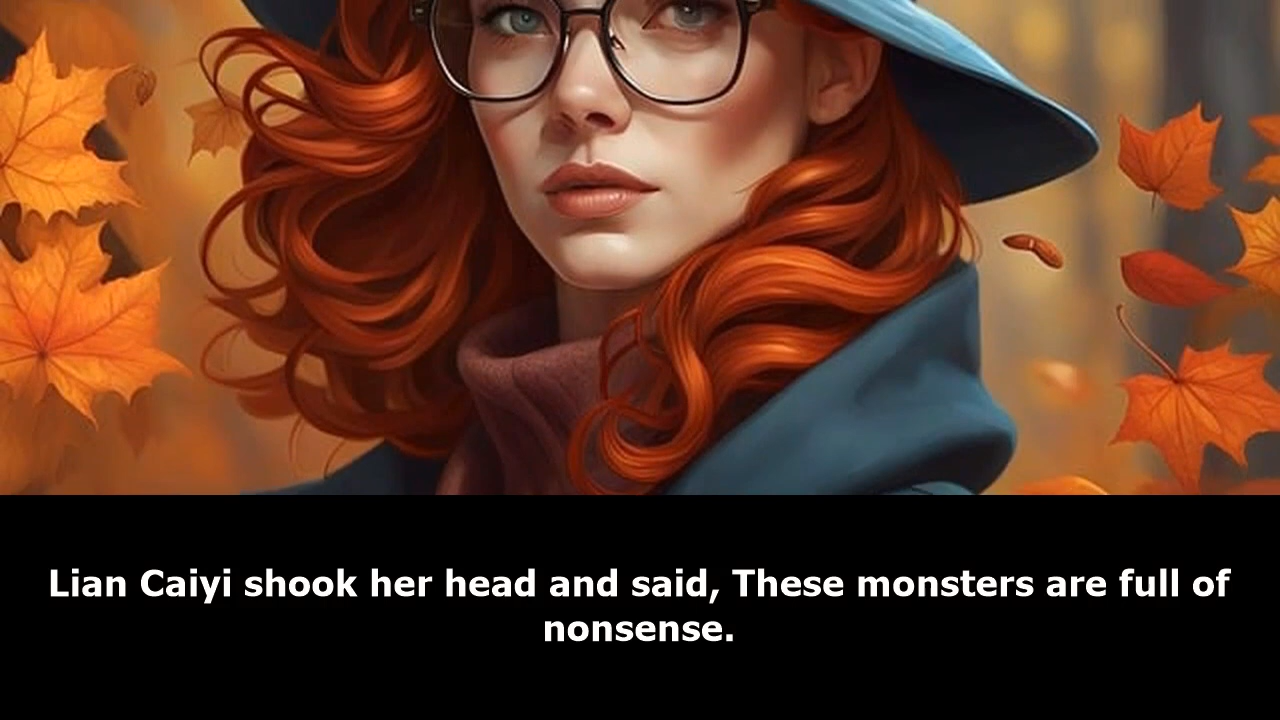 Lian Caiyi shook her head and said, These monsters are full of
nonsense.